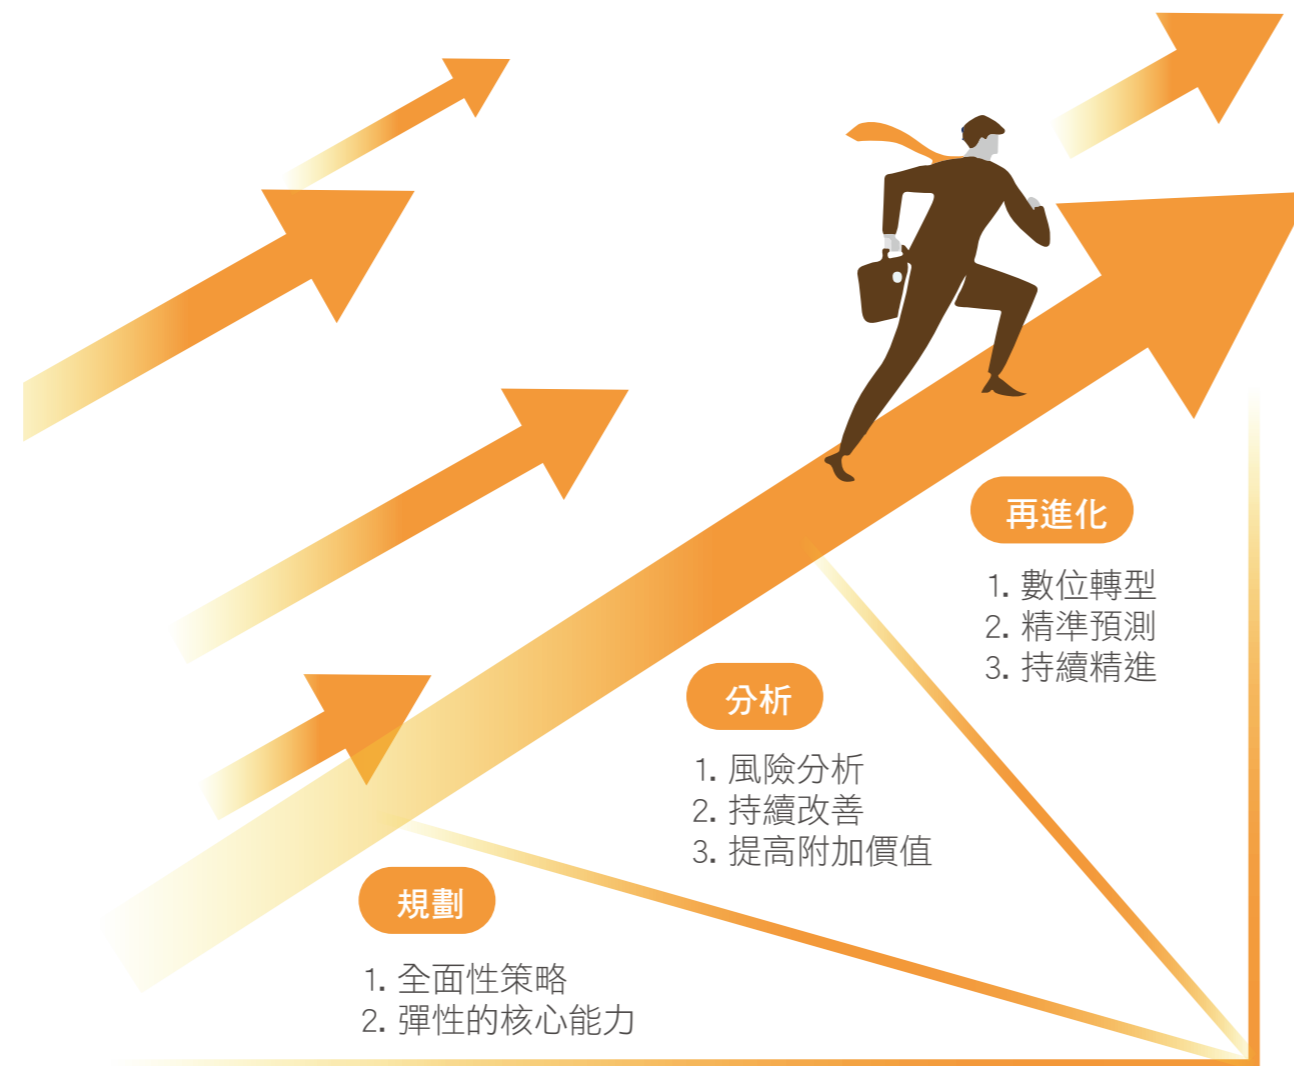 再進化
1. 數位轉型
2. 精準預測
3. 持續精進
分析
1. 風險分析
2. 持續改善
3. 提高附加價值
規劃
1. 全面性策略
2. 彈性的核心能力